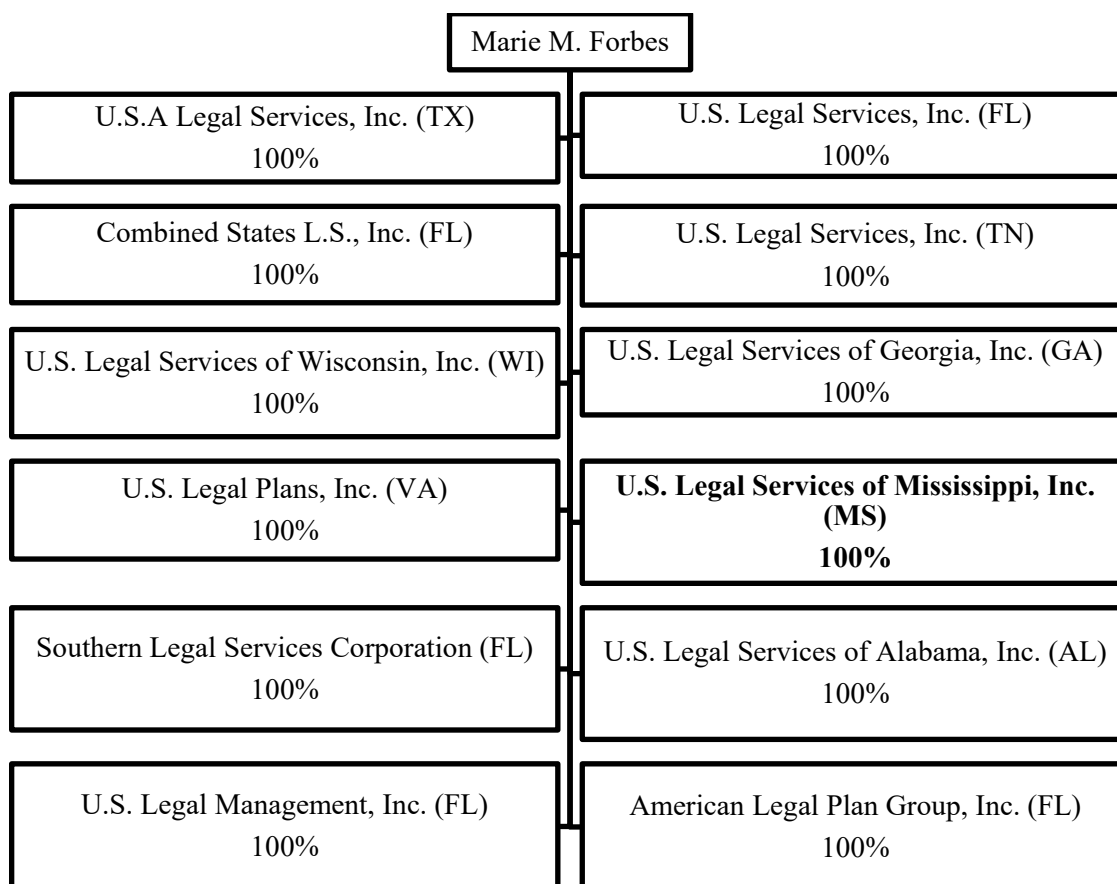 Marie M. Forbes
U.S.A Legal Services, Inc. (TX)
100%
U.S. Legal Services, Inc. (FL)
100%
Combined States L.S., Inc. (FL)
100%
U.S. Legal Services, Inc. (TN)
100%
U.S. Legal Services of Wisconsin, Inc. (WI)
100%
U.S. Legal Services of Georgia, Inc. (GA)
100%
U.S. Legal Plans, Inc. (VA)
100%
U.S. Legal Services of Mississippi, Inc.
(MS)
100%
Southern Legal Services Corporation (FL)
100%
U.S. Legal Services of Alabama, Inc. (AL)
100%
U.S. Legal Management, Inc. (FL)
100%
American Legal Plan Group, Inc. (FL)
100%